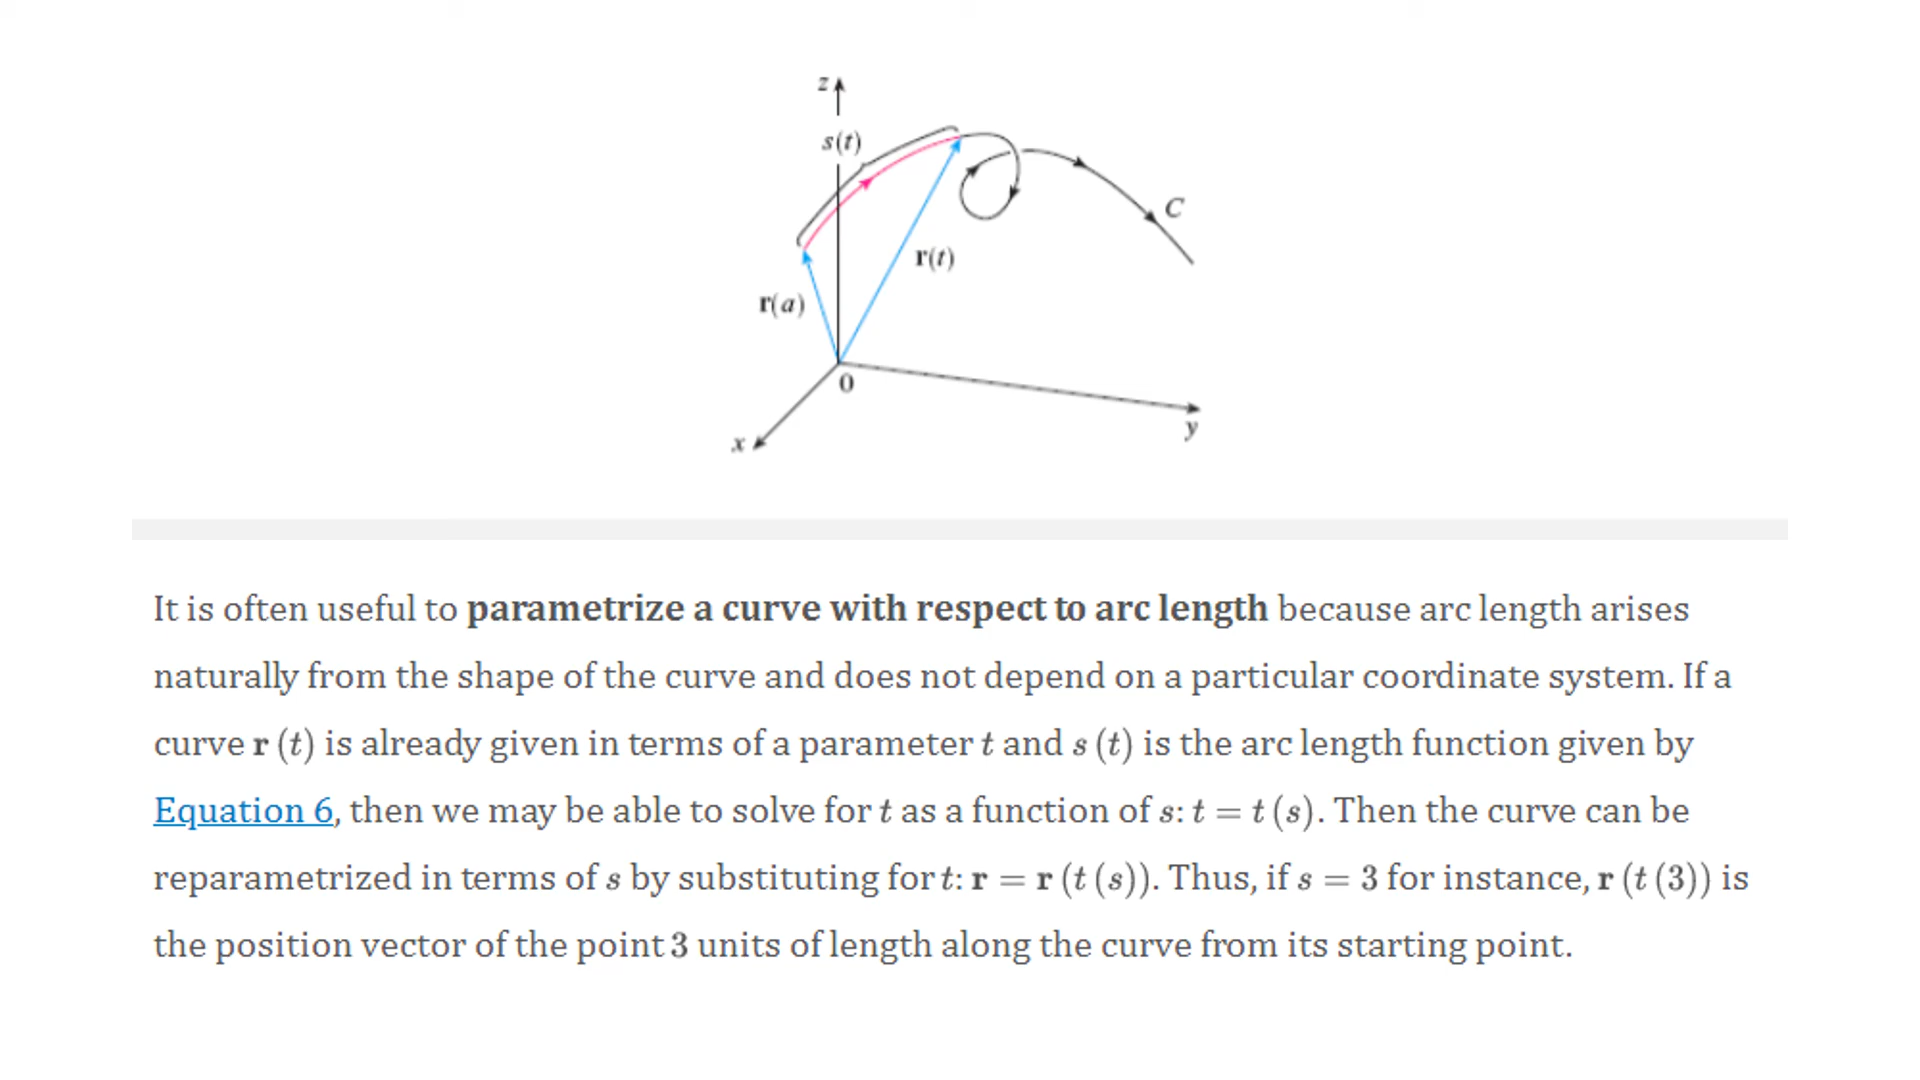 z
s(t)
C
r(t)
r(a)
0
x
y
It is often useful to parametrize a curve with respect to arc length because arc length arises
naturally from the shape of the curve and does not depend on a particular coordinate system. If a
curve r (t) is already given in terms of a parameter t and s (t) is the arc length function given by
Equation 6, then we may be able to solve for t as a function of s: t = t (s). Then the curve can be
reparametrized in terms of s by substituting for t: r = r (t (s)). Thus, if s = 3 for instance, r (t (3)) is
the position vector of the point 3 units of length along the curve from its starting point.